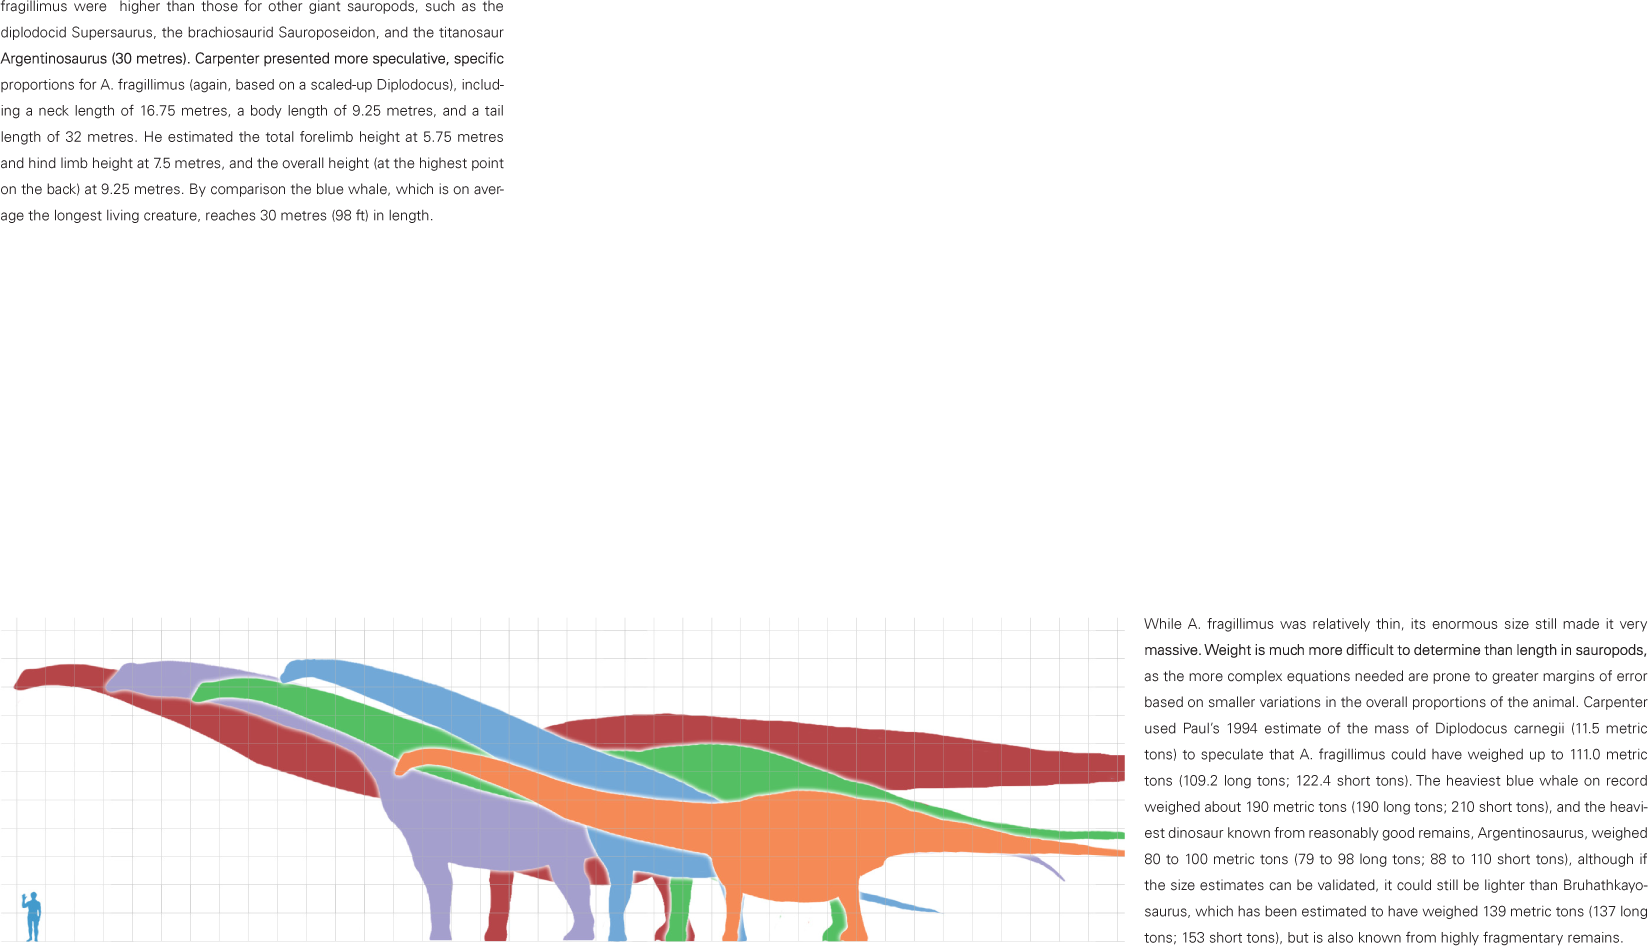 fragillimus were higher than those for other giant sauropods, such as the
diplodocid Supersaurus, the brachiosaurid Sauroposeidon, and the titanosaur
Argentinosaurus (30 metres). Carpenter presented more speculative, specific
proportions for A. fragillimus (again, based on a scaled-up Diplodocus), includ-
ing a neck length of 16.75 metres, a body length of 9.25 metres, and a tail
length of 32 metres. He estimated the total forelimb height at 5.75 metres
and hind limb height at 7.5 metres, and the overall height (at the highest point
on the back) at 9.25 metres. By comparison the blue whale, which is on aver-
age the longest living creature, reaches 30 metres (98 ft) in length.
While A. fragillimus was relatively thin, its enormous size still made it very
massive. Weight is much more difficult to determine than length in sauropods,
as the more complex equations needed are prone to greater margins of error
based on smaller variations in the overall proportions of the animal. Carpenter
used Paul's 1994 estimate of the mass of Diplodocus carnegii (11.5 metric
tons) to speculate that A. fragillimus could have weighed up to 111.0 metric
tons (109.2 long tons; 122.4 short tons). The heaviest blue whale on record
weighed about 190 metric tons (190 long tons; 210 short tons), and the heavi-
est dinosaur known from reasonably good remains, Argentinosaurus, weighed
80 to 100 metric tons (79 to 98 long tons; 88 to 110 short tons), although if
the size estimates can be validated, it could still be lighter than Bruhathkayo-
saurus, which has been estimated to have weighed 139 metric tons (137 long
tons; 153 short tons), but is also known from highly fragmentary remains.